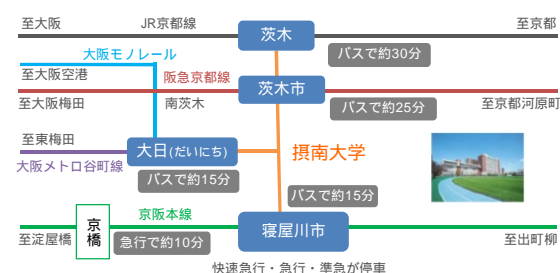 至大阪
JR京都線
茨木
至京都
大阪モノレール
バスで約30分
至大阪空港
阪急京都線
茨木市
至大阪梅田
南茨木
バスで約25分
至京都河原町
至東梅田
大日(だいにち)
摂南大学
大阪メトロ谷町線
バスで約15分
バスで約15分
京阪本線
京橋
寝屋川市
至淀屋橋
急行で約10分
至出町柳
快速急行・急行・準急が停車